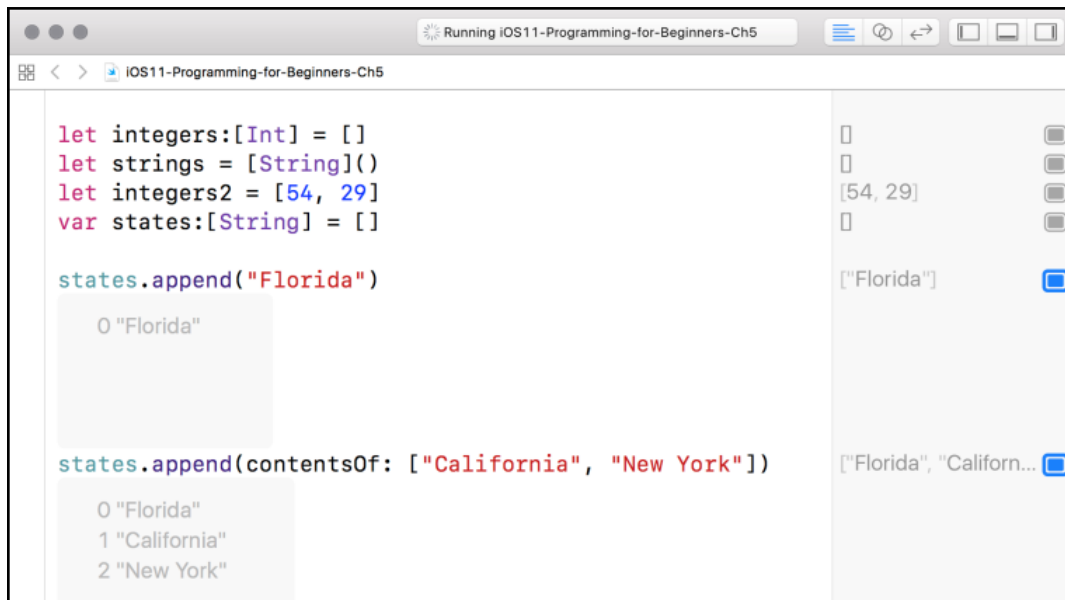 Running iOS11-Programming-for-Beginners-Ch5
iOS11-Programming-for-Beginners-Ch5
let integers:[Int] = [] []
let strings = [String]() []
let integers2 = [54, 29] [54, 29]
var states:[String] = [] []
states.append("Florida") ["Florida"]
0 "Florida"
states.append(contentsOf: ["California", "New York"]) ["Florida", "Californ...
0 "Florida"
1 "California"
2 "New York"